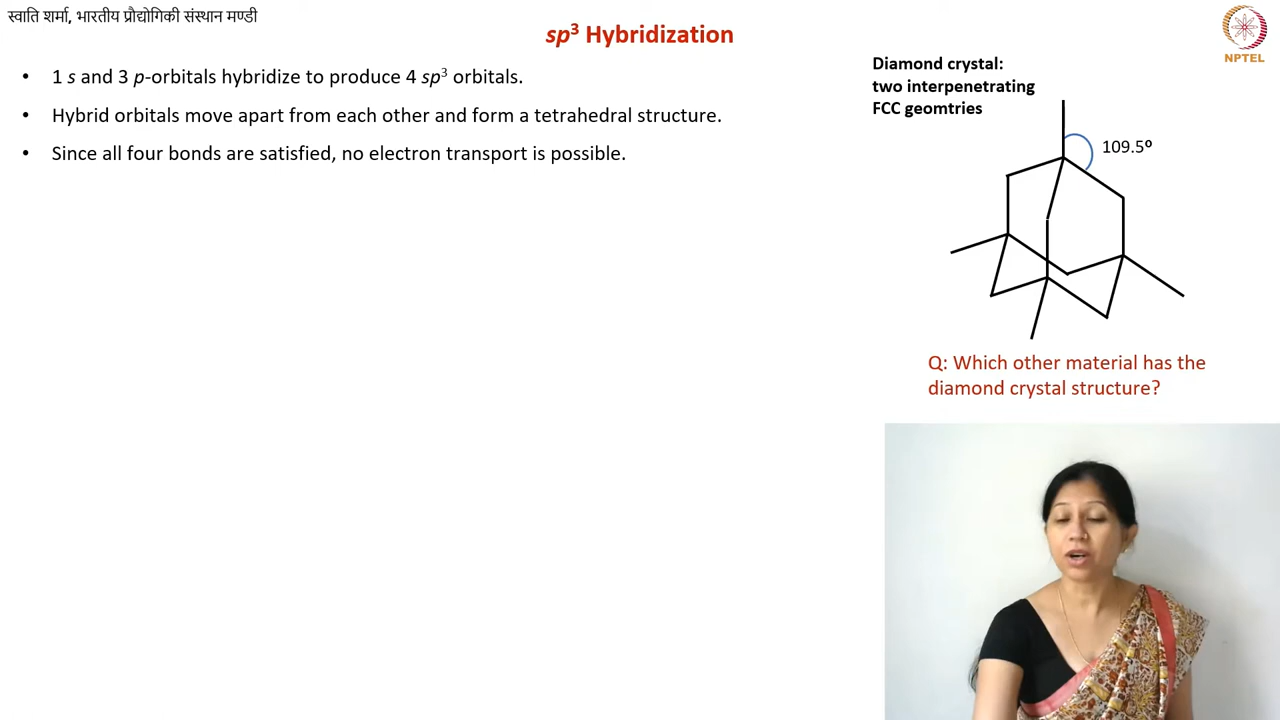 स्वाति शर्मा, भारतीय प्रौद्योगिकी संस्थान मण्डी
sp³ Hybridization
NPTEL
• 1 s and 3 p-orbitals hybridize to produce 4 sp³ orbitals.
• Hybrid orbitals move apart from each other and form a tetrahedral structure.
• Since all four bonds are satisfied, no electron transport is possible.
Diamond crystal:
two interpenetrating
FCC geomtries
109.5º
Q: Which other material has the
diamond crystal structure?